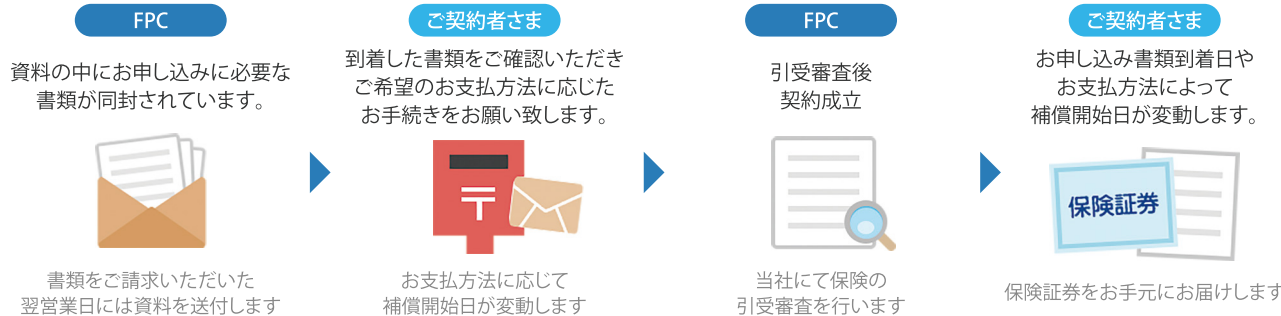 FPC
資料の中にお申し込みに必要な
書類が同封されています。
書類をご請求いただいた
翌営業日には資料を送付します
ご契約者さま
到着した書類をご確認いただき
ご希望のお支払方法に応じた
お手続きをお願い致します。
お支払方法に応じて
補償開始日が変動します
FPC
引受審査後
契約成立
当社にて保険の
引受審査を行います
ご契約者さま
お申し込み書類到着日や
お支払方法によって
補償開始日が変動します。
保険証券
保険証券をお手元にお届けします